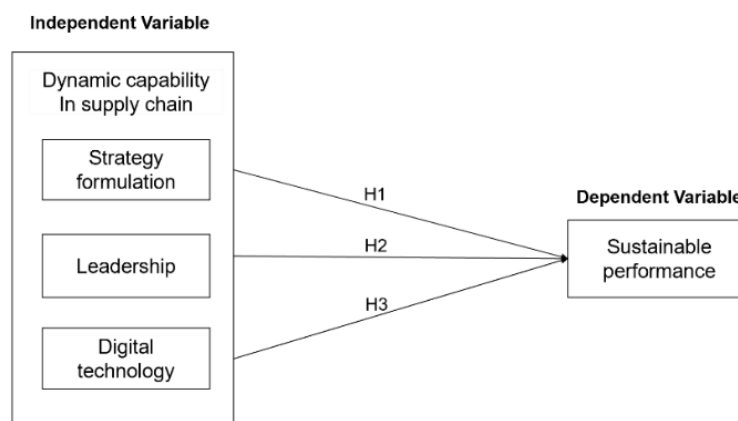 Independent Variable
Dynamic capability
In supply chain
Strategy
formulation
Leadership
Digital
technology
H1
H2
H3
Dependent Variable
Sustainable
performance